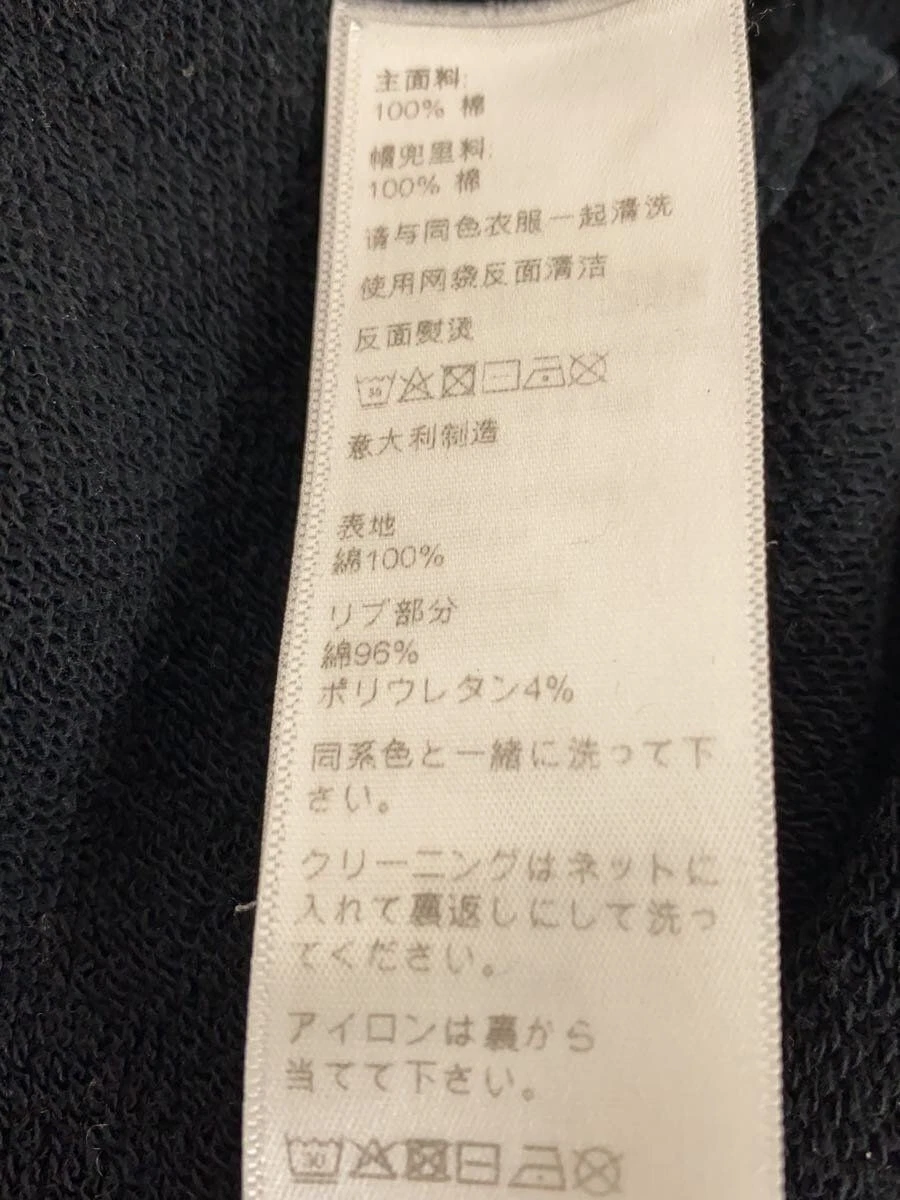 主面料:
100% 棉
帽兜里料:
100% 棉
请与同色衣服一起清洗
使用网袋反面清洁
反面熨烫
30
意大利制造
表地
綿100%
リブ部分
綿96%
ポリウレタン4%
同系色と一緒に洗って下
さい。
クリーニングはネットに
入れて裏返しにして洗っ
てください。
アイロンは裏から
当てて下さい。
30